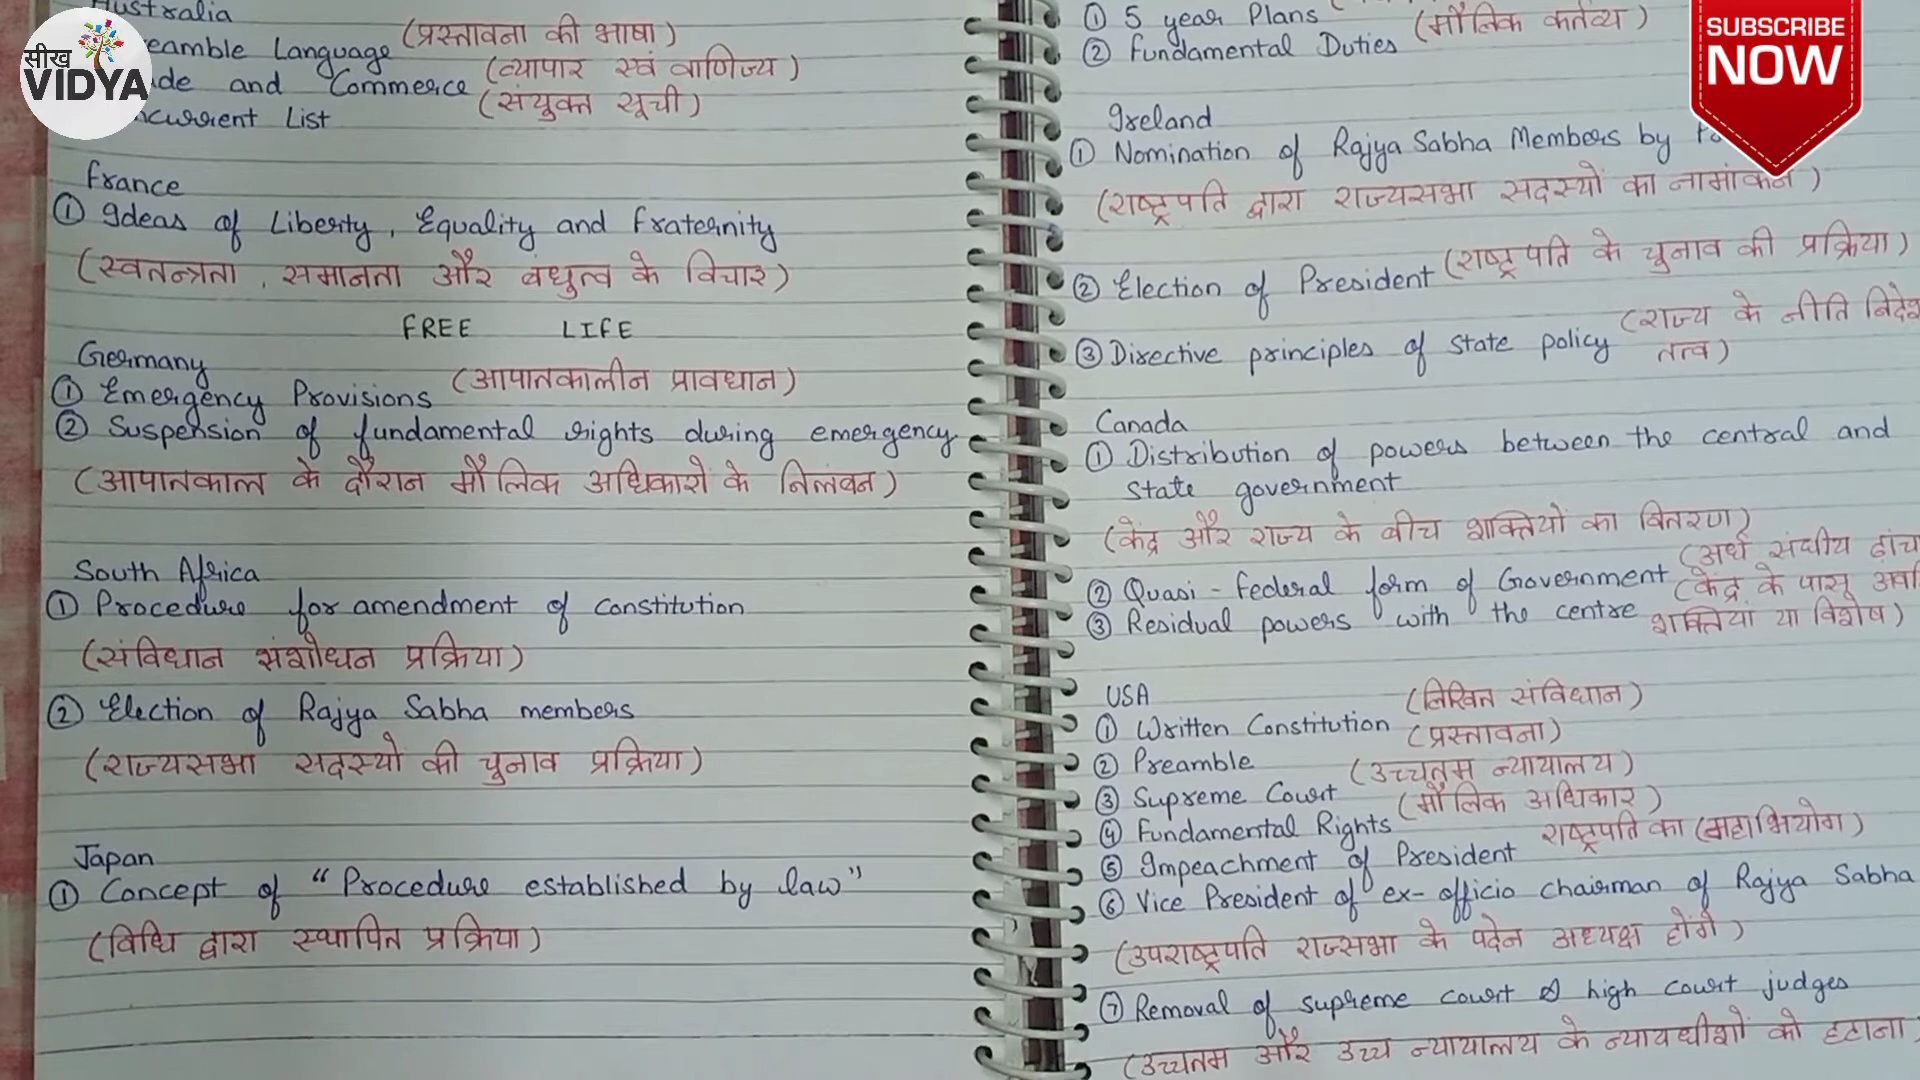 Australia
Preamble Language (प्रस्तावना की भाषा)
de and Commerce (व्यापार एवं वाणिज्य)
current List (संयुक्त सूची)
सीख
VIDYA
France
① Ideas of Liberty, Equality and Fraternity
(स्वतन्त्रता, समानता और बंधुत्व के विचार)
FREE LIFE
Germany
① Emergency Provisions (आपातकालीन प्रावधान)
② Suspension of fundamental rights during emergency
(आपातकाल के दौरान मौलिक अधिकारो के निलंबन)
South Africa
① Procedure for amendment of constitution
(संविधान संशोधन प्रक्रिया)
② Election of Rajya Sabha members
(राज्यसभा सदस्यो की चुनाव प्रक्रिया)
Japan
① Concept of “Procedure established by law”
(विधि द्वारा स्थापित प्रक्रिया)
① 5 year Plans
② Fundamental Duties (मौलिक कर्तव्य)
SUBSCRIBE
NOW
Ireland
① Nomination of Rajya Sabha Members by
(राष्ट्रपति द्वारा राज्यसभा सदस्यों का नामांकन)
② Election of President (राष्ट्रपति के चुनाव की प्रक्रिया)
③ Directive principles of state policy (राज्य के नीति निदेश
तत्व)
Canada
① Distribution of powers between the central and
state government
(केंद्र और राज्य के बीच शक्तियों का वितरण)
② Quasi-federal form of Government (अर्ध संघीय ढांच
③ Residual powers with the centre (केंद्र के पास अव
शक्तियां या विशेष)
USA
① Written Constitution (लिखित संविधान)
② Preamble (प्रस्तावना)
③ Supreme Court (उच्चतम न्यायालय)
④ Fundamental Rights (मौलिक अधिकार)
⑤ Impeachment of President राष्ट्रपति का (महाभियोग)
⑥ Vice President of ex-officio chairman of Rajya Sabha
(उपराष्ट्रपति राज्सभा के पदेन अध्यक्ष होंगे)
⑦ Removal of supreme court & high court judges
(उच्चतम और उच्च न्यायालय के न्यायधीशों को हटाना)